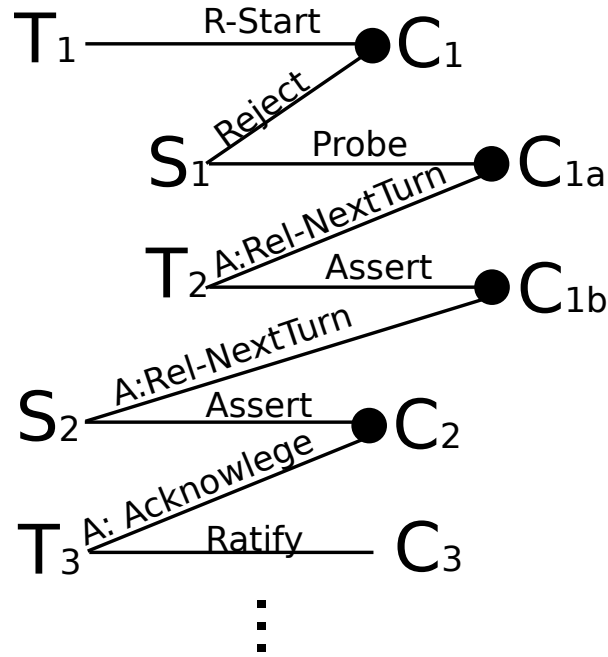 T1 R-Start C1
Reject
S1 Probe C1a
A:Rel-NextTurn
T2 Assert C1b
A:Rel-NextTurn
S2 Assert C2
A: Acknowlege
T3 Ratify C3